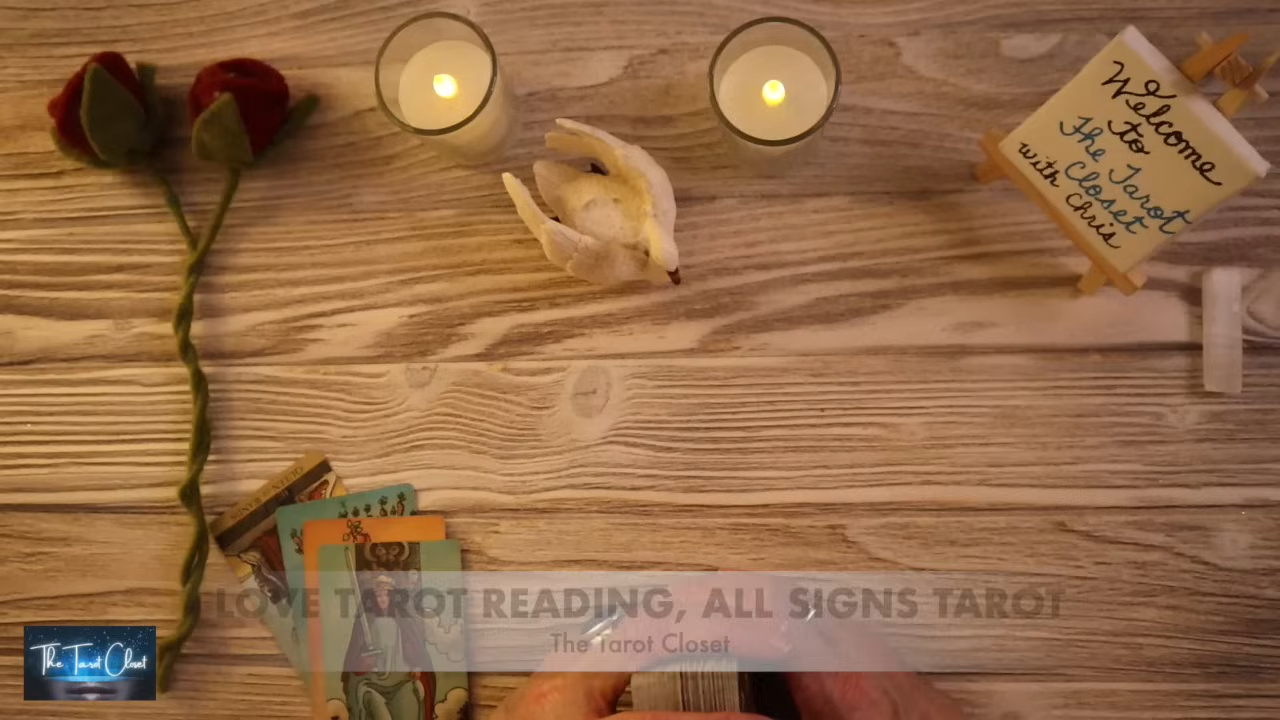 Welcome
to
The Tarot
Closet
with Chris
LOVE TAROT READING, ALL SIGNS TAROT
The Tarot Closet
The Tarot Closet